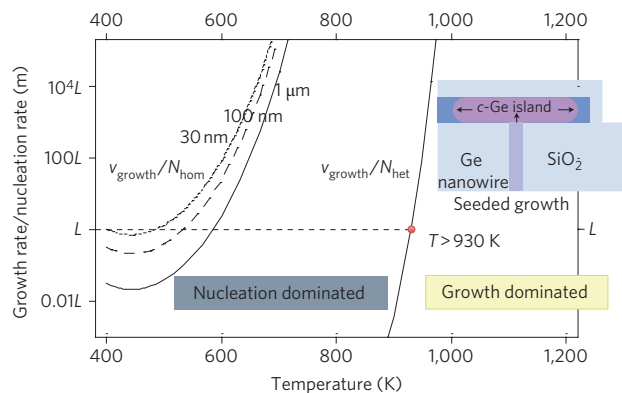 400 600 800 1,000 1,200
10⁴L
100L
L
0.01L
Growth rate/nucleation rate (m)
1 μm
100 nm
30 nm
v_growth/N_hom
v_growth/N_het
c-Ge island
Ge
nanowire
SiO₂
Seeded growth
L
T > 930 K
Nucleation dominated
Growth dominated
400 600 800 1,000 1,200
Temperature (K)